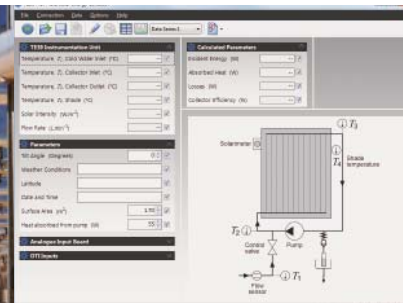 File Connection Data Options Help
Data Series 1
TE39 Instrumentation Unit
Temperature, T1 Cold Water Inlet (°C)
Temperature, T2 Collector Inlet (°C)
Temperature, T3 Collector Outlet (°C)
Temperature, T4 Shade (°C)
Solar Intensity (W.m⁻²)
Flow Rate (L.min⁻¹)
Parameters
Tilt Angle (Degrees)
0
Weather Conditions
Latitude
Date and Time
Surface Area (m²)
Heat absorbed from pump (W)
55
Analogue Input Board
OTC Inputs
Calculated Parameters
Incident Energy (W)
Absorbed Heat (W)
Losses (W)
Collector Efficiency (%)
T3
Solarimeter
T4
Shade
temperature
T2
Control
valve
Pump
Flow
sensor
T1